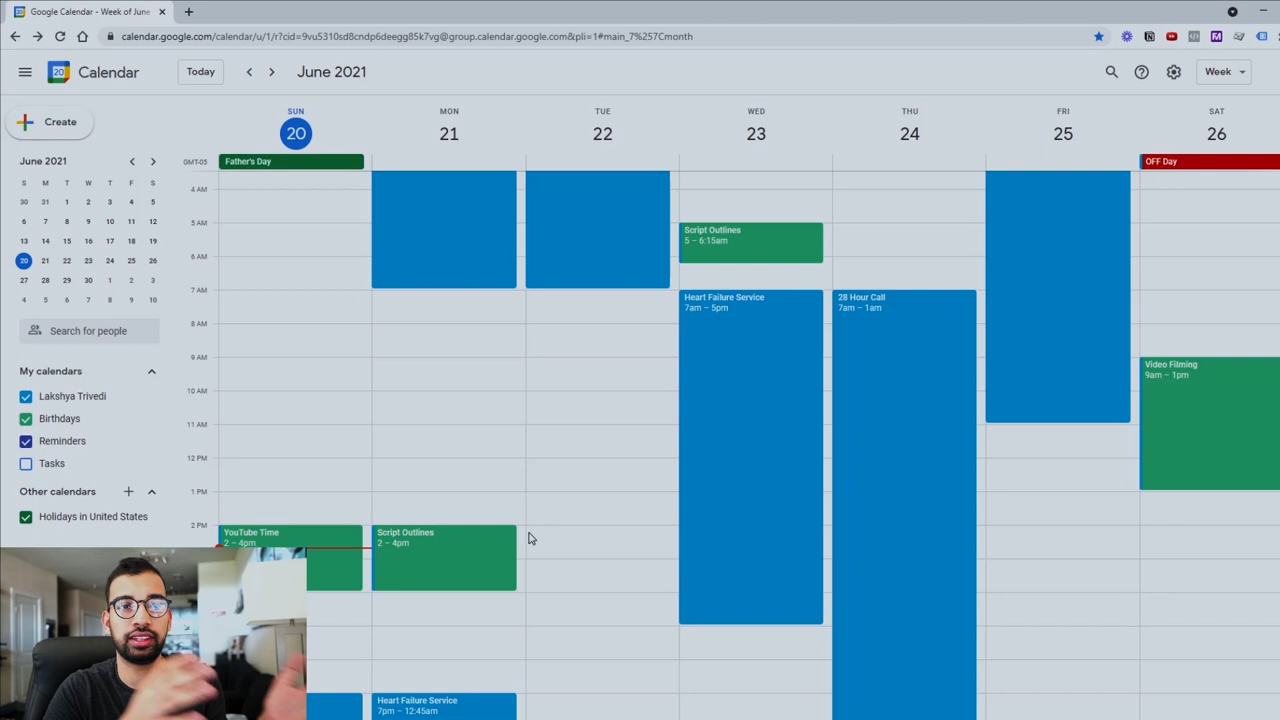 Google Calendar - Week of June
calendar.google.com/calendar/u/1/r?cid=9vu5310sd8cndp6deegg85k7vg@group.calendar.google.com&pli=1#main_7%257Cmonth
20
Calendar
Today
June 2021
Week
Create
SUN
20
MON
21
TUE
22
WED
23
THU
24
FRI
25
SAT
26
June 2021
S M T W T F S
30 31 1 2 3 4 5
6 7 8 9 10 11 12
13 14 15 16 17 18 19
20 21 22 23 24 25 26
27 28 29 30 1 2 3
4 5 6 7 8 9 10
Search for people
My calendars
Lakshya Trivedi
Birthdays
Reminders
Tasks
Other calendars
Holidays in United States
GMT-05
Father's Day
OFF Day
4 AM
5 AM
6 AM
7 AM
8 AM
9 AM
10 AM
11 AM
12 PM
1 PM
2 PM
YouTube Time
2 – 4pm
Script Outlines
2 – 4pm
Heart Failure Service
7pm – 12:45am
Script Outlines
5 – 6:15am
Heart Failure Service
7am – 5pm
28 Hour Call
7am – 1am
Video Filming
9am – 1pm